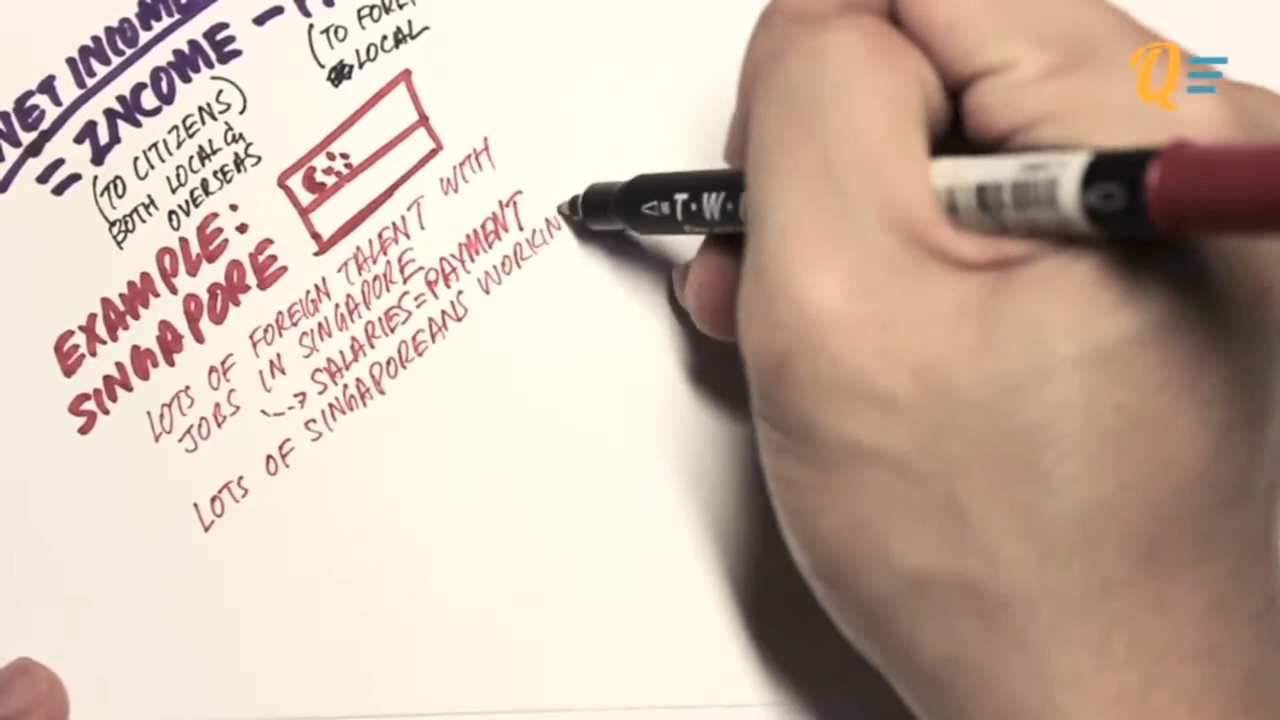 NET INCOME
= INCOME -
(TO CITIZENS)
BOTH LOCAL &
OVERSEAS
(TO
LOCAL
EXAMPLE:
SINGAPORE
LOTS OF FOREIGN TALENT WITH
JOBS IN SINGAPORE
SALARIES = PAYMENT
LOTS OF SINGAPOREANS WORKIN
T·W·
Q